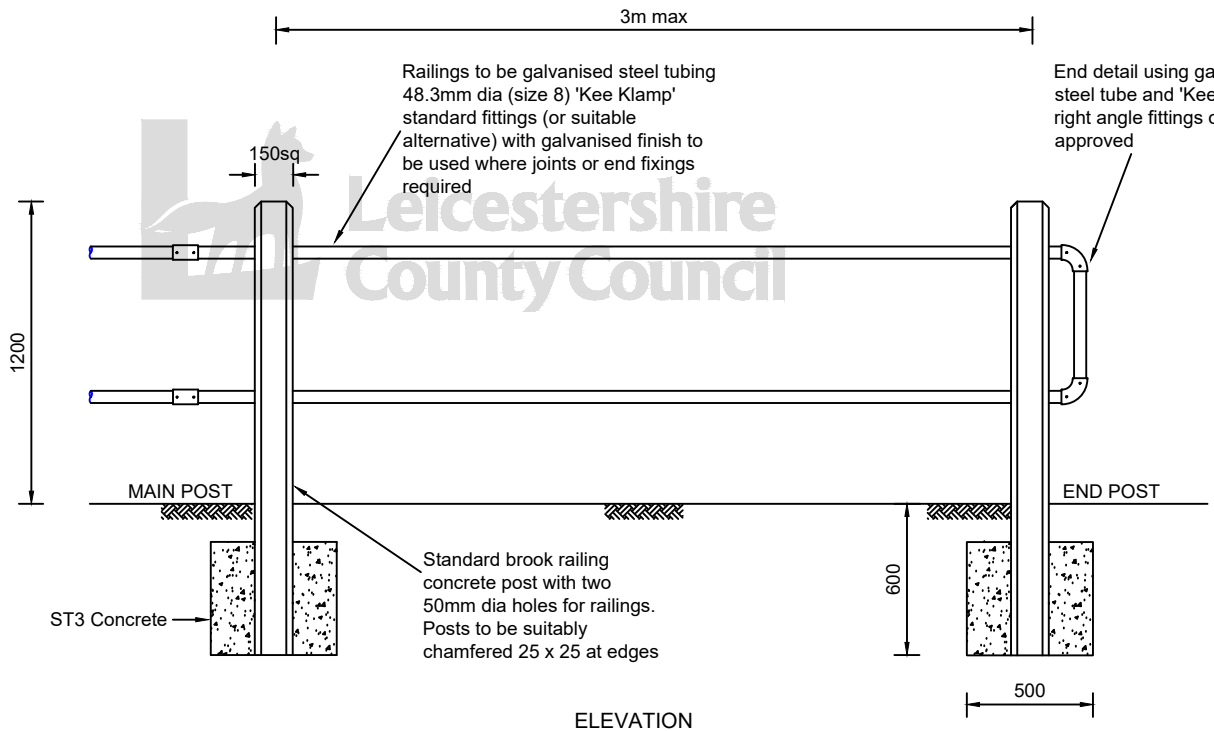 3m max
Railings to be galvanised steel tubing
48.3mm dia (size 8) 'Kee Klamp'
standard fittings (or suitable
alternative) with galvanised finish to
be used where joints or end fixings
required
End detail using ga
steel tube and 'Kee
right angle fittings o
approved
150sq
Leicestershire
County Council
1200
MAIN POST
END POST
Standard brook railing
concrete post with two
50mm dia holes for railings.
Posts to be suitably
chamfered 25 x 25 at edges
ST3 Concrete
600
500
ELEVATION